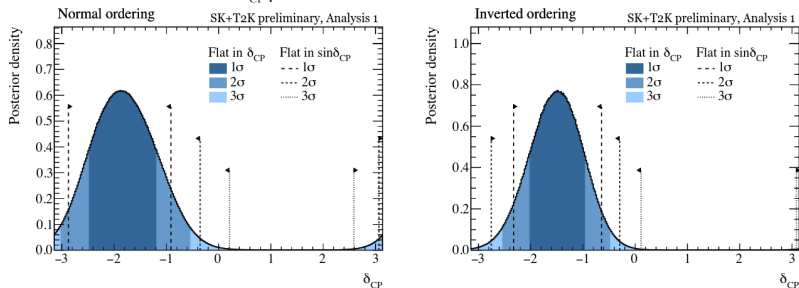 Normal ordering
SK+T2K preliminary, Analysis 1
Posterior density
Flat in δCP
Flat in sinδCP
1σ
1σ
2σ
2σ
3σ
3σ
0.8
0.7
0.6
0.5
0.4
0.3
0.2
0.1
0.0
−3
−2
−1
0
1
2
3
δCP
Inverted ordering
SK+T2K preliminary, Analysis 1
Posterior density
Flat in δCP
Flat in sinδCP
1σ
1σ
2σ
2σ
3σ
3σ
1.0
0.8
0.6
0.4
0.2
0.0
−3
−2
−1
0
1
2
3
δCP